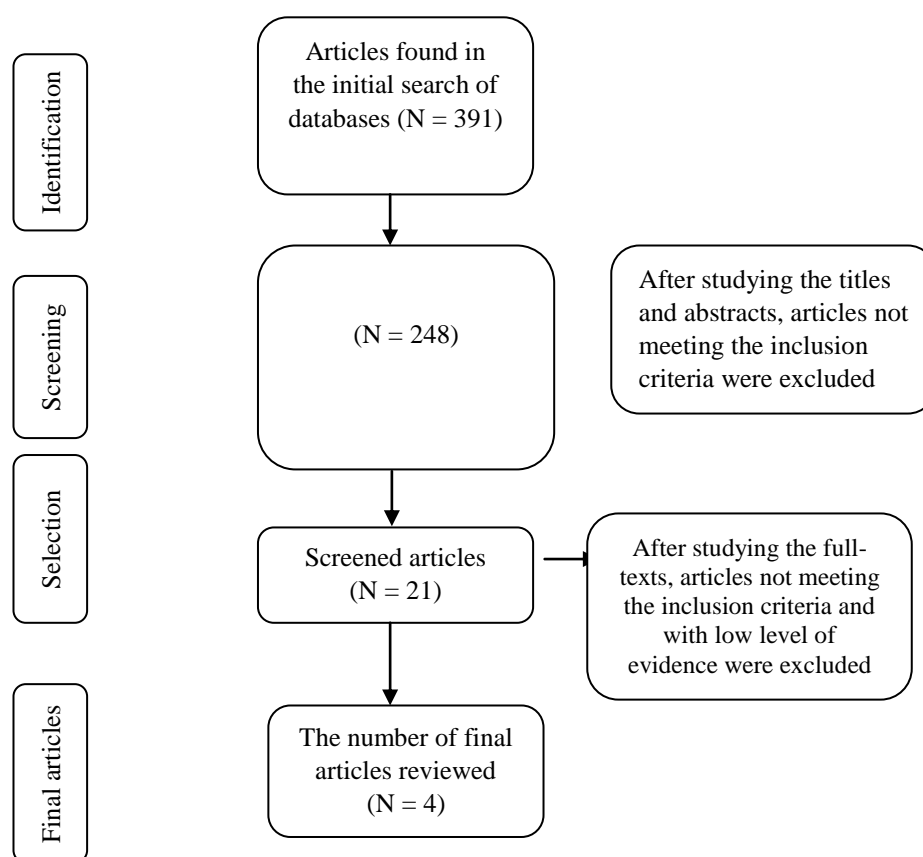 Identification
Articles found in
the initial search of
databases (N = 391)
Screening
(N = 248)
After studying the titles
and abstracts, articles not
meeting the inclusion
criteria were excluded
Selection
Screened articles
(N = 21)
After studying the full-
texts, articles not meeting
the inclusion criteria and
with low level of
evidence were excluded
Final articles
The number of final
articles reviewed
(N = 4)